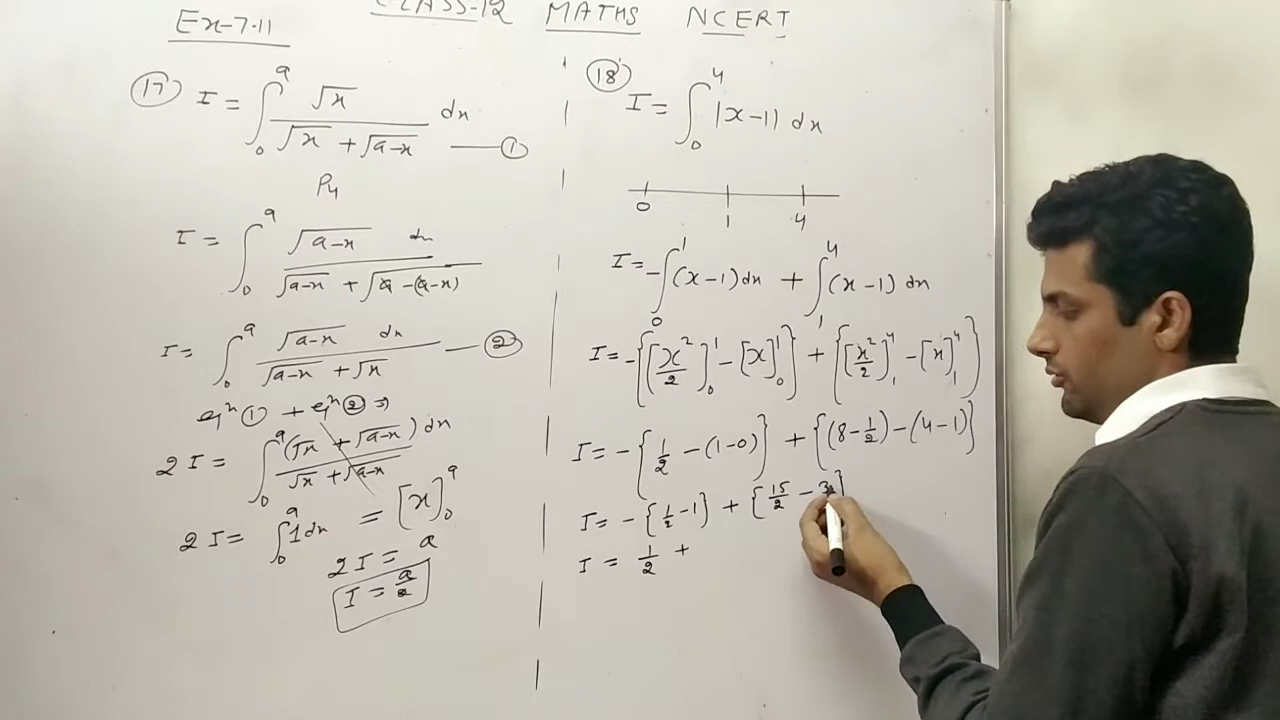 CLASS-12 MATHS NCERT
Ex-7.11
(17) I = ∫₀ᵃ √x / (√x + √(a-x)) dx —(1)
P4
I = ∫₀ᵃ √(a-x) dx / (√(a-x) + √(a-(a-x)))
I = ∫₀ᵃ √(a-x) dx / (√(a-x) + √x) —(2)
eqⁿ (1) + eqⁿ (2) ⇒
2I = ∫₀ᵃ (√x + √(a-x)) dx / (√x + √(a-x))
2I = ∫₀ᵃ 1 dx = [x]₀ᵃ
2I = a
I = a/2
(18) I = ∫₀⁴ |x-1| dx
0 1 4
I = -∫₀¹ (x-1) dx + ∫₁⁴ (x-1) dx
I = -{[x²/2]₀¹ - [x]₀¹} + {[x²/2]₁⁴ - [x]₁⁴}
I = -{1/2 - (1-0)} + {(8 - 1/2) - (4-1)}
I = -{1/2 - 1} + {15/2 - 3}
I = 1/2 +